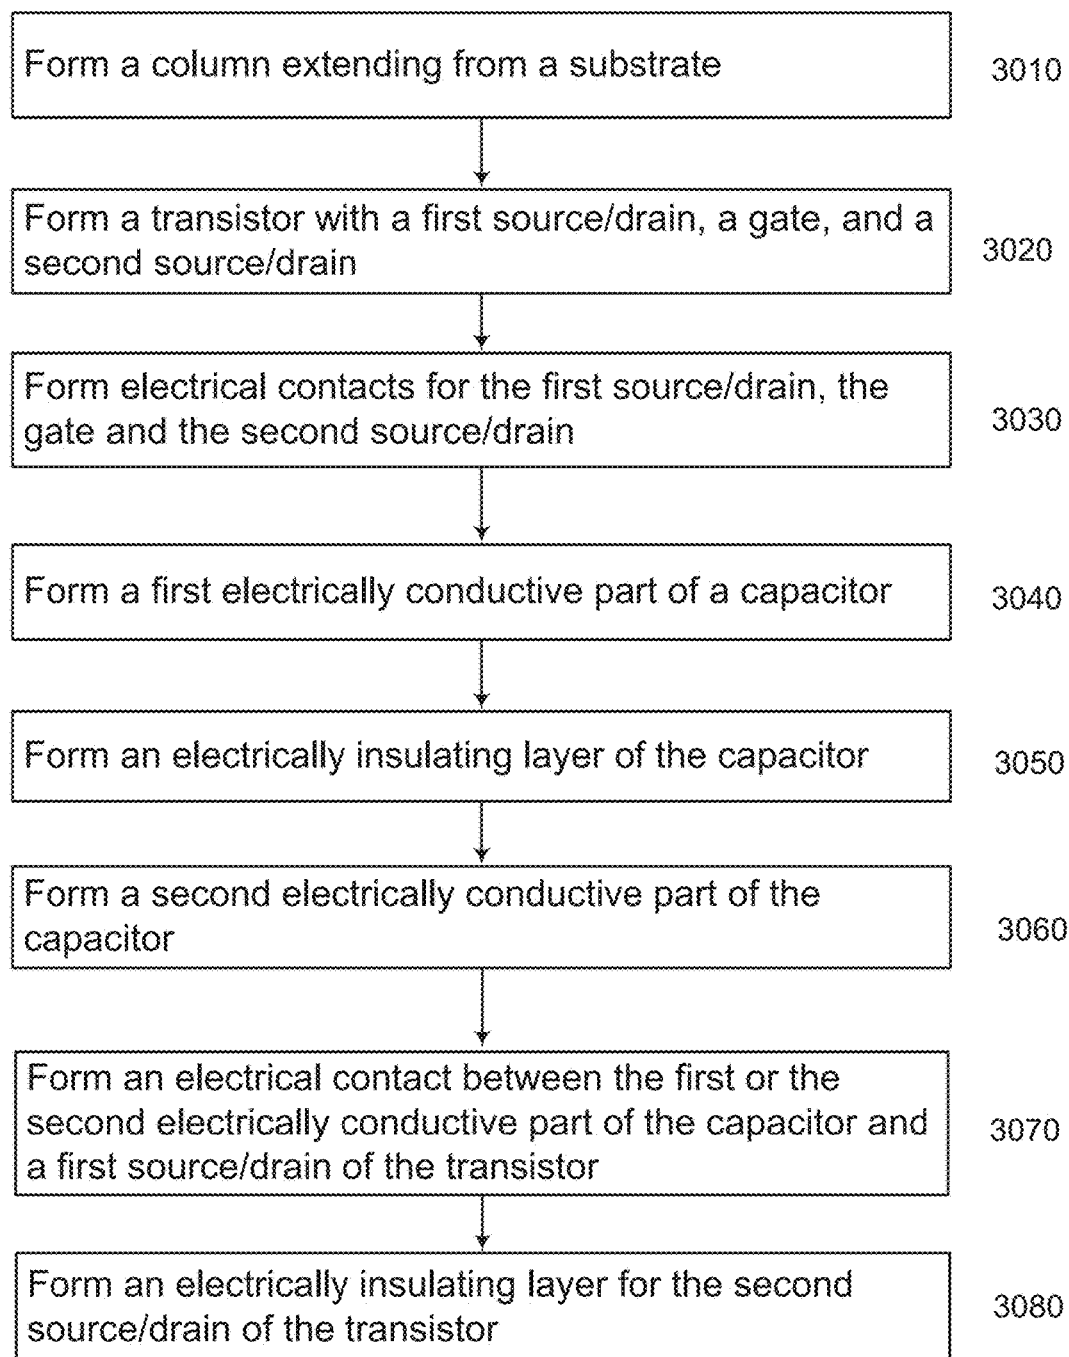 Form a column extending from a substrate
3010
Form a transistor with a first source/drain, a gate, and a
second source/drain
3020
Form electrical contacts for the first source/drain, the
gate and the second source/drain
3030
Form a first electrically conductive part of a capacitor
3040
Form an electrically insulating layer of the capacitor
3050
Form a second electrically conductive part of the
capacitor
3060
Form an electrical contact between the first or the
second electrically conductive part of the capacitor and
a first source/drain of the transistor
3070
Form an electrically insulating layer for the second
source/drain of the transistor
3080